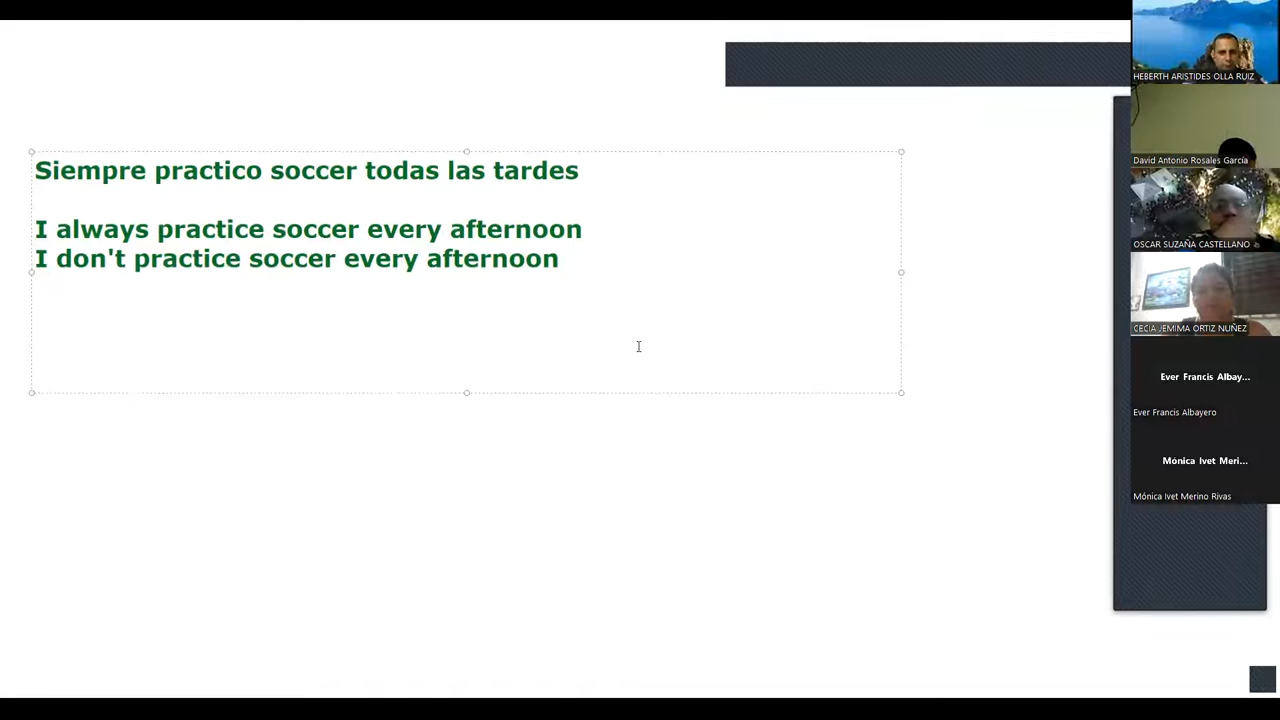 Siempre practico soccer todas las tardes
I always practice soccer every afternoon
I don't practice soccer every afternoon
HEBERTH ARISTIDES OLLA RUIZ
David Antonio Rosales García
OSCAR SUZAÑA CASTELLANO
CECIA JEMIMA ORTIZ NUÑEZ
Ever Francis Albay...
Ever Francis Albayero
Mónica Ivet Meri...
Mónica Ivet Merino Rivas